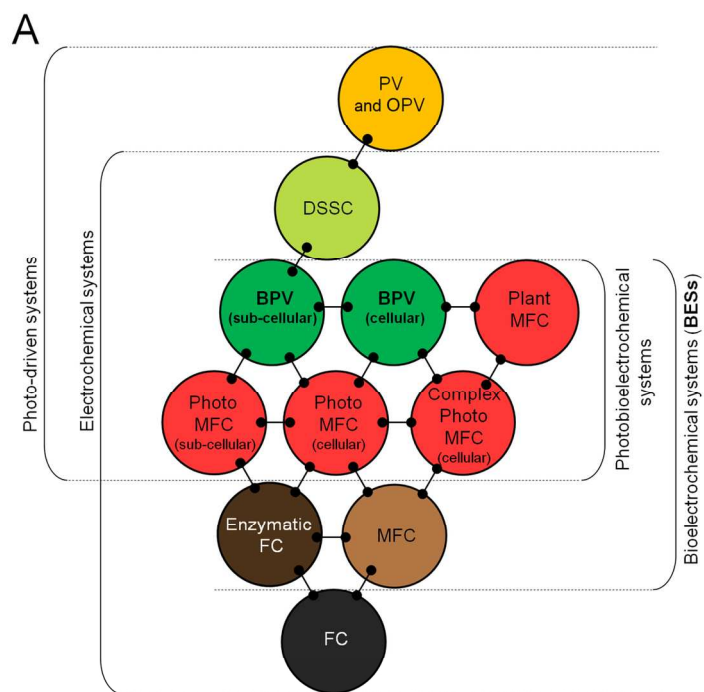 A
PV
and OPV
DSSC
BPV
(sub-cellular)
BPV
(cellular)
Plant
MFC
Photo
MFC
(sub-cellular)
Photo
MFC
(cellular)
Complex
Photo
MFC
(cellular)
Enzymatic
FC
MFC
FC
Photo-driven systems
Electrochemical systems
Photobioelectrochemical
systems
Bioelectrochemical systems (BESs)